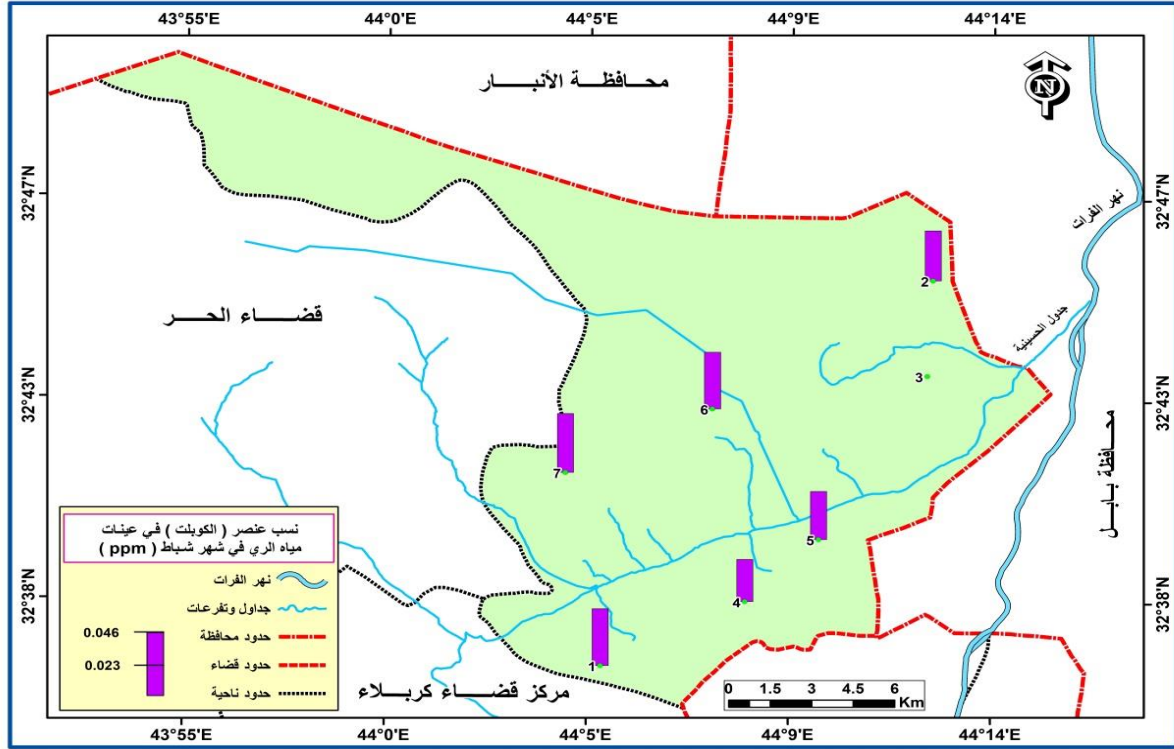 43°55'E
44°0'E
44°5'E
44°9'E
44°14'E
محافظة الأنبار
N
32°47'N
32°47'N
نهر الفرات
2
قضاء الحر
جدول الحسينية
3
6
32°43'N
32°43'N
7
محافظة بابل
5
نسب عنصر ( الكوبلت ) في عينات
مياه الري في شهر شباط ( ppm )
نهر الفرات
جداول وتفرعات
حدود محافظة
حدود قضاء
حدود ناحية
0.046
0.023
4
32°38'N
32°38'N
1
مركز قضاء كربلاء
0 1.5 3 4.5 6
Km
43°55'E
44°0'E
44°5'E
44°9'E
44°14'E